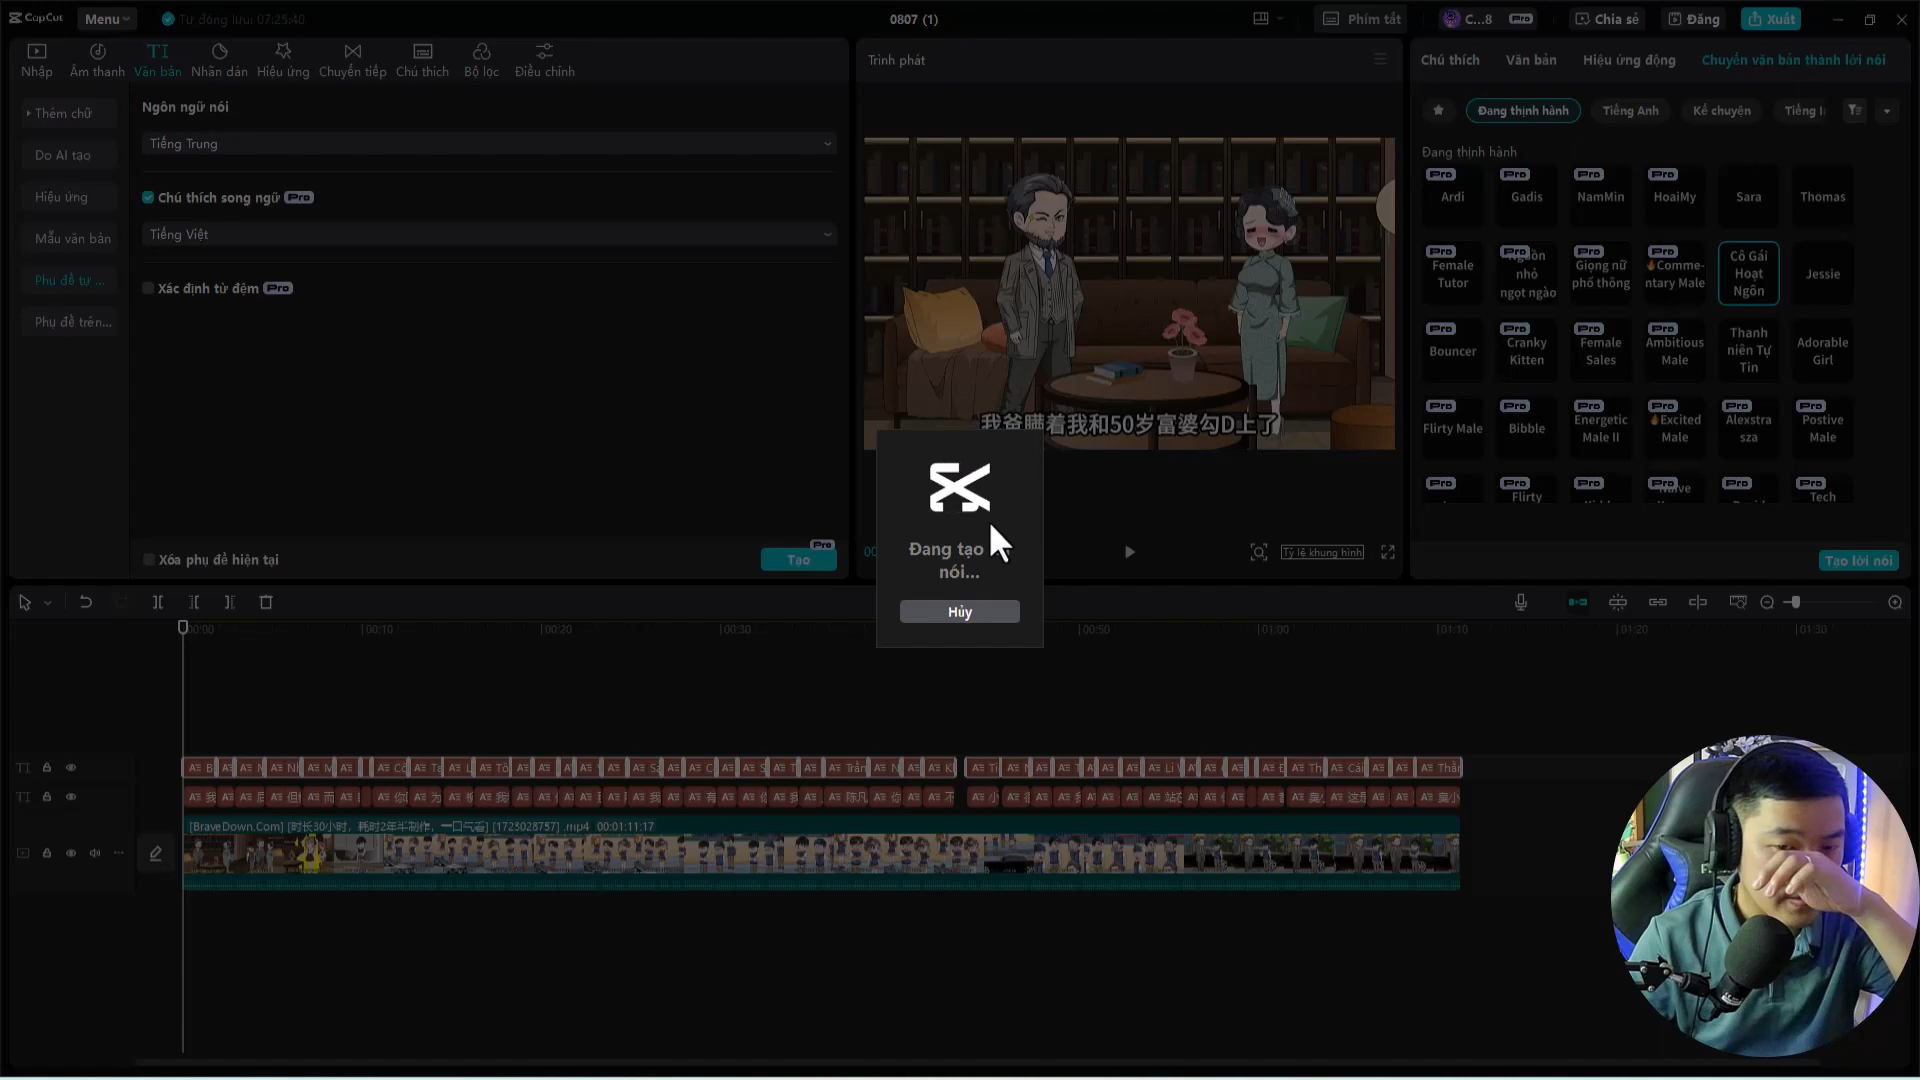 CapCut
Menu
Tự động lưu: 07:25:40
0807 (1)
Phím tắt
C...8
Pro
Chia sẻ
Đăng
Xuất
Nhập
Âm thanh
Văn bản
Nhãn dán
Hiệu ứng
Chuyển tiếp
Chú thích
Bộ lọc
Điều chỉnh
Thêm chữ
Do AI tạo
Hiệu ứng
Mẫu văn bản
Phụ đề tự ...
Phụ đề trên...
Ngôn ngữ nói
Tiếng Trung
Chú thích song ngữ Pro
Tiếng Việt
Xác định từ đệm Pro
Xóa phụ đề hiện tại
Pro
Tạo
Trình phát
我爸瞒着我和50岁富婆勾D上了
Tỷ lệ khung hình
Chú thích
Văn bản
Hiệu ứng động
Chuyển văn bản thành lời nói
Đang thịnh hành
Tiếng Anh
Kể chuyện
Đang thịnh hành
Pro
Ardi
Pro
Gadis
Pro
NamMin
Pro
HoaiMy
Sara
Thomas
Pro
Female Tutor
Pro
nhỏ ngọt ngào
Pro
Giọng nữ phổ thông
Pro
Comme-ntary Male
Cô Gái Hoạt Ngôn
Jessie
Pro
Bouncer
Pro
Cranky Kitten
Pro
Female Sales
Pro
Ambitious Male
Thanh niên Tự Tin
Adorable Girl
Pro
Flirty Male
Pro
Bibble
Pro
Energetic Male II
Pro
Excited Male
Pro
Alexstra sza
Pro
Postive Male
Pro
Pro
Flirty
Pro
Pro
Pro
Pro
Tech
Tạo lời nói
Đang tạo
nói...
Hủy
00:00
00:10
00:20
00:30
00:50
01:00
01:10
01:20
01:30
[BraveDown.Com] [时长30小时，耗时2年半制作，一口气看] [1723028757] .mp4 00:01:11:17